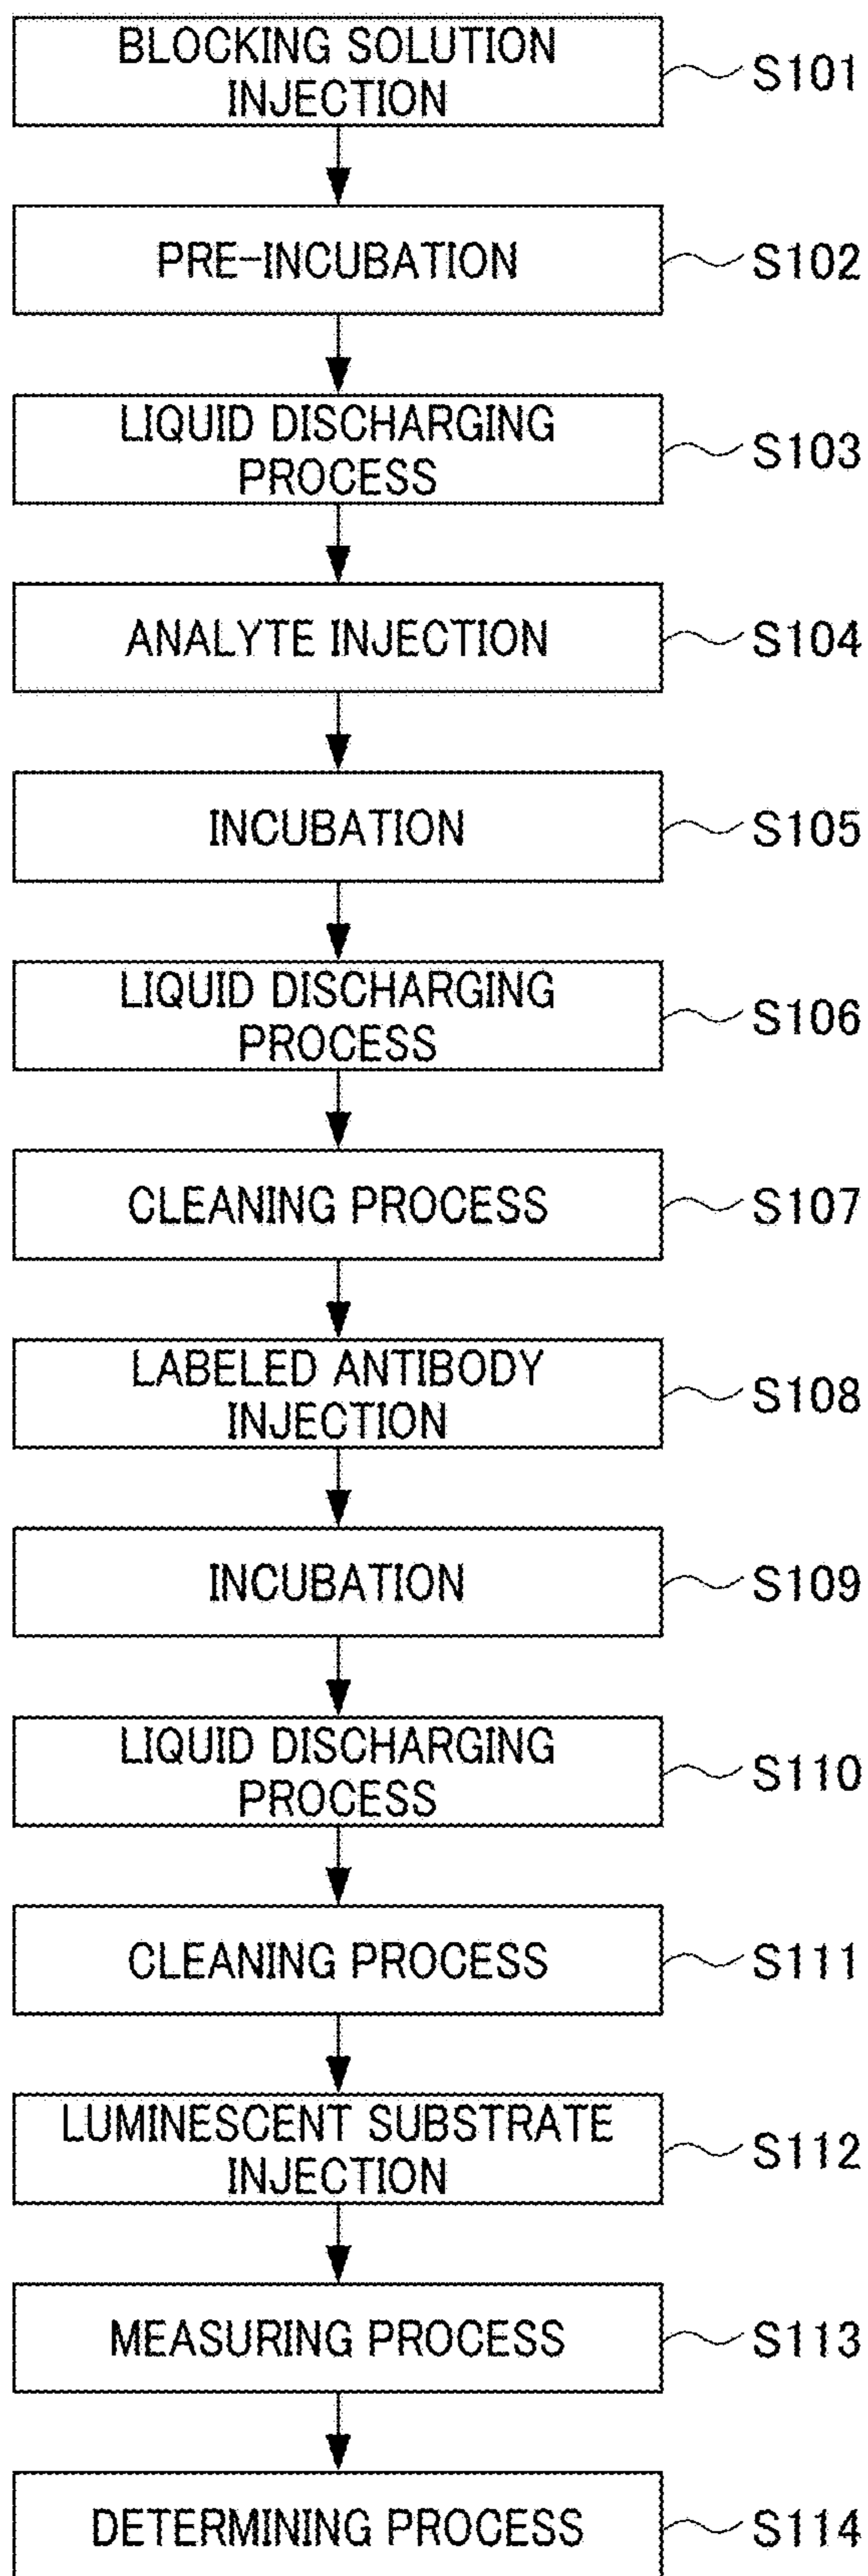 BLOCKING SOLUTION
INJECTION
S101
PRE-INCUBATION
S102
LIQUID DISCHARGING
PROCESS
S103
ANALYTE INJECTION
S104
INCUBATION
S105
LIQUID DISCHARGING
PROCESS
S106
CLEANING PROCESS
S107
LABELED ANTIBODY
INJECTION
S108
INCUBATION
S109
LIQUID DISCHARGING
PROCESS
S110
CLEANING PROCESS
S111
LUMINESCENT SUBSTRATE
INJECTION
S112
MEASURING PROCESS
S113
DETERMINING PROCESS
S114